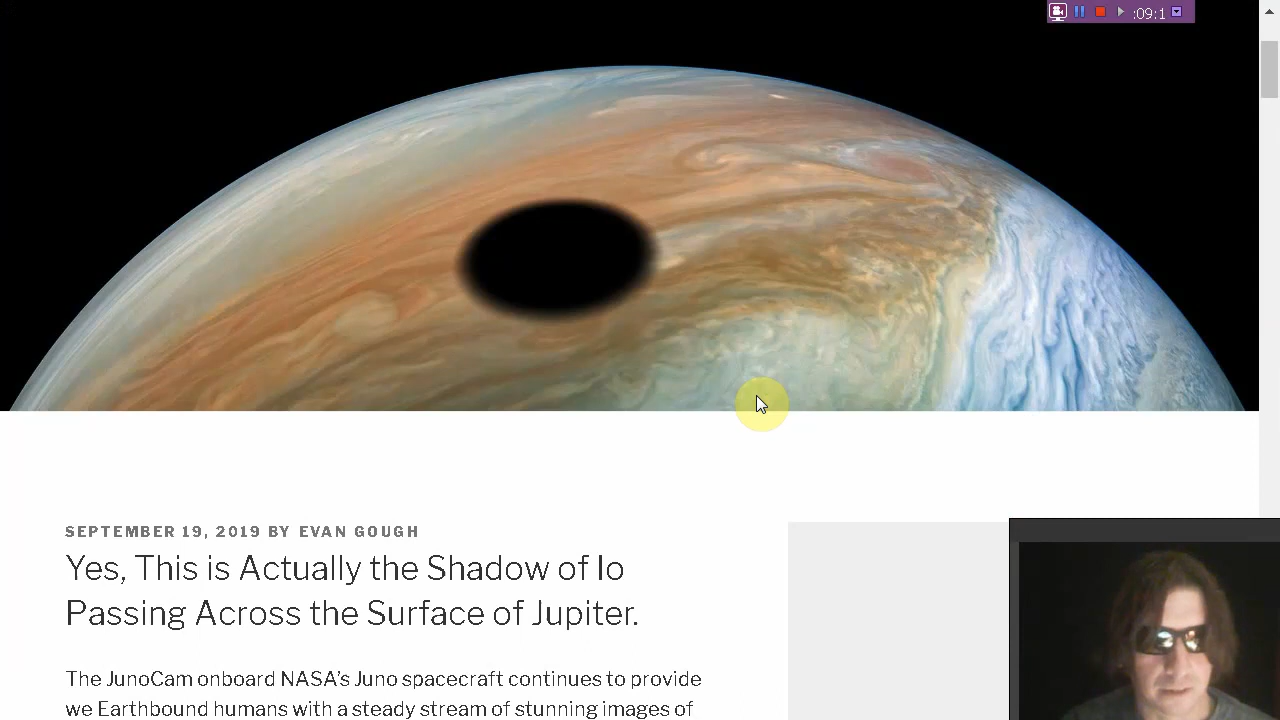 :09:1
SEPTEMBER 19, 2019 BY EVAN GOUGH
Yes, This is Actually the Shadow of Io
Passing Across the Surface of Jupiter.
The JunoCam onboard NASA's Juno spacecraft continues to provide
we Earthbound humans with a steady stream of stunning images of